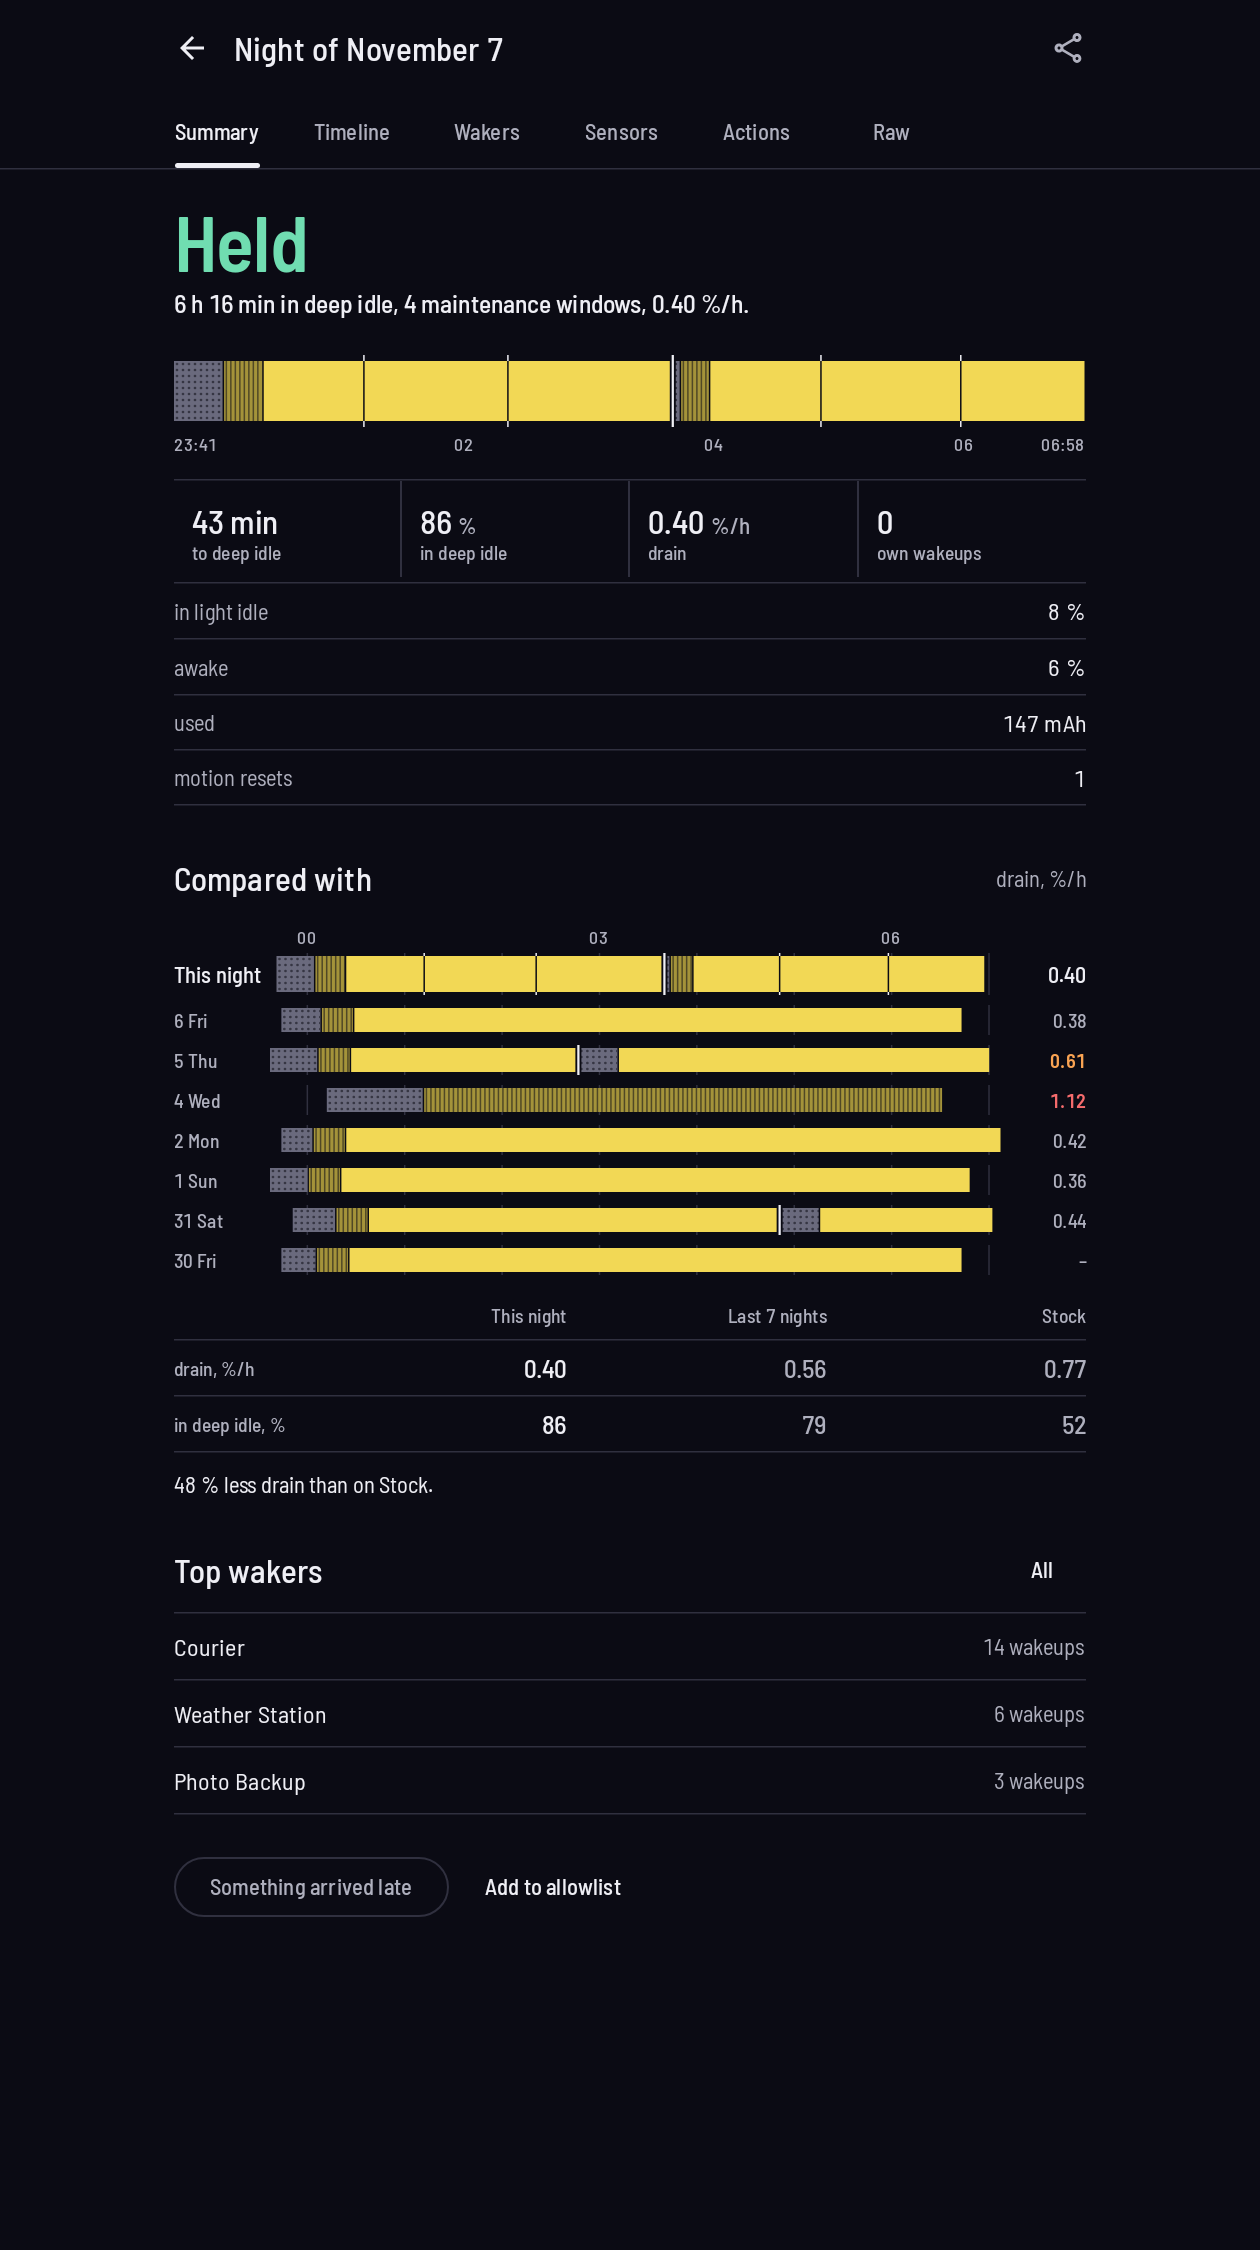 Night of November 7
Summary Timeline Wakers Sensors Actions Raw
Held
6 h 16 min in deep idle, 4 maintenance windows, 0.40 %/h.
23:41 02 04 06 06:58
43 min 86 % 0.40 %/h 0
to deep idle in deep idle drain own wakeups
in light idle 8 %
awake 6 %
used 147 mAh
motion resets 1
Compared with drain, %/h
00 03 06
This night 0.40
6 Fri 0.38
5 Thu 0.61
4 Wed 1.12
2 Mon 0.42
1 Sun 0.36
31 Sat 0.44
30 Fri –
This night Last 7 nights Stock
drain, %/h 0.40 0.56 0.77
in deep idle, % 86 79 52
48 % less drain than on Stock.
Top wakers All
Courier 14 wakeups
Weather Station 6 wakeups
Photo Backup 3 wakeups
Something arrived late Add to allowlist